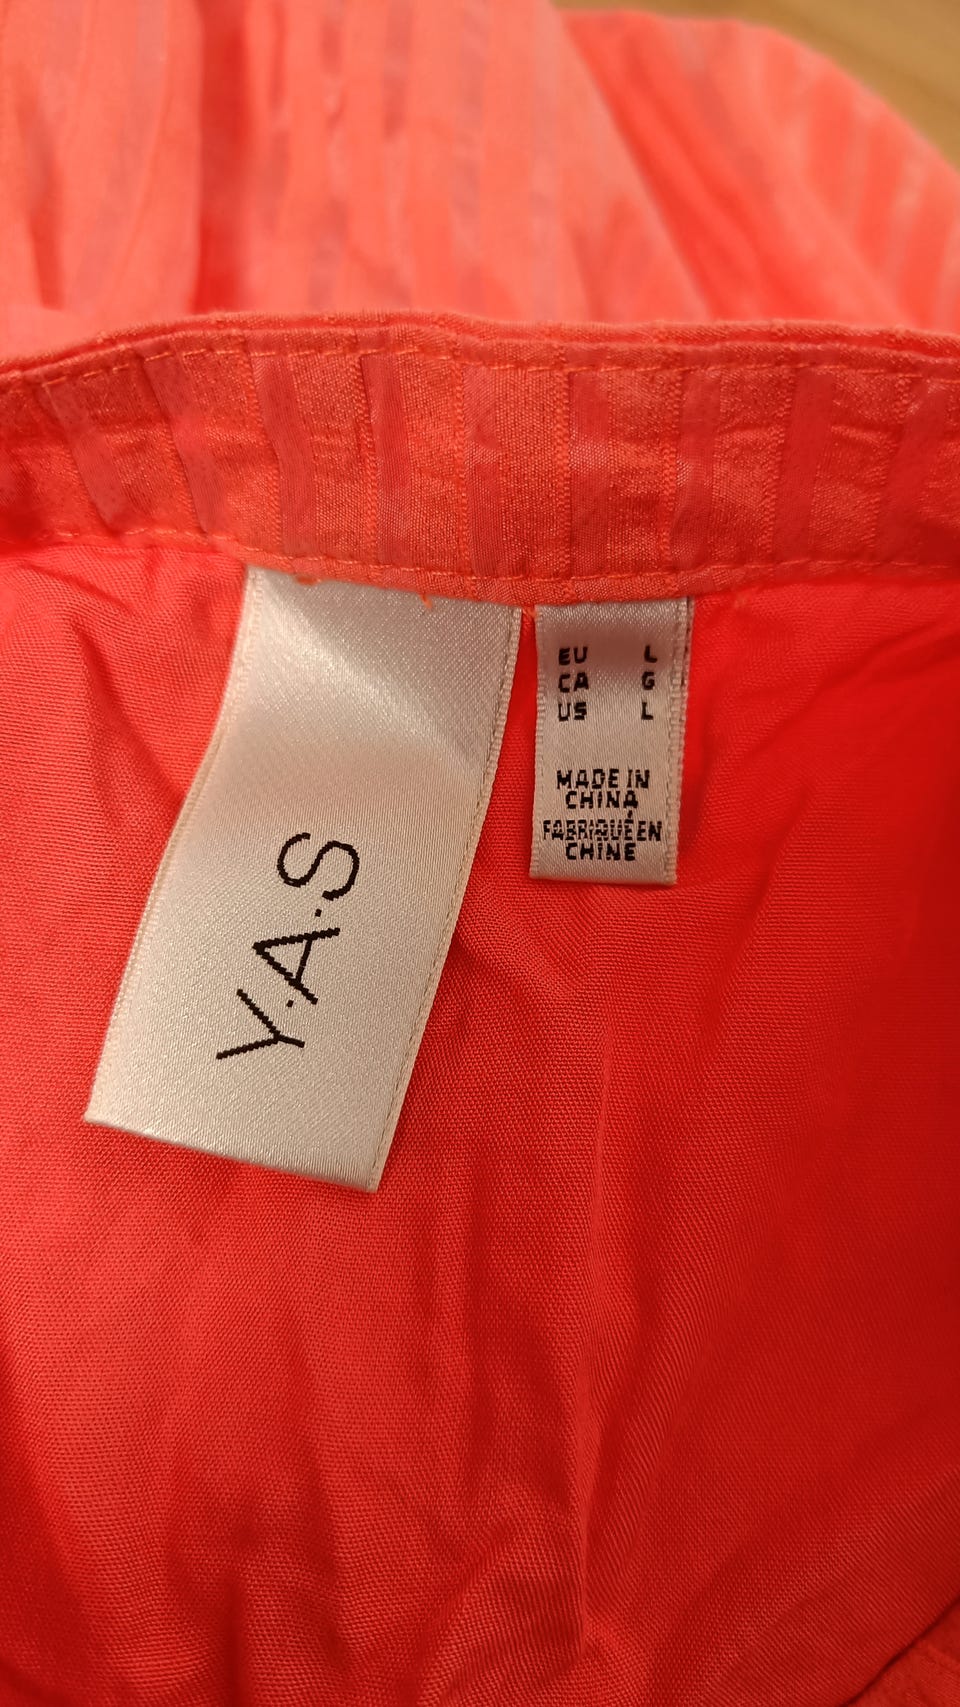 Y.A.S
EU L
CA G
US L
MADE IN
CHINA
FABRIQUÉ EN
CHINE